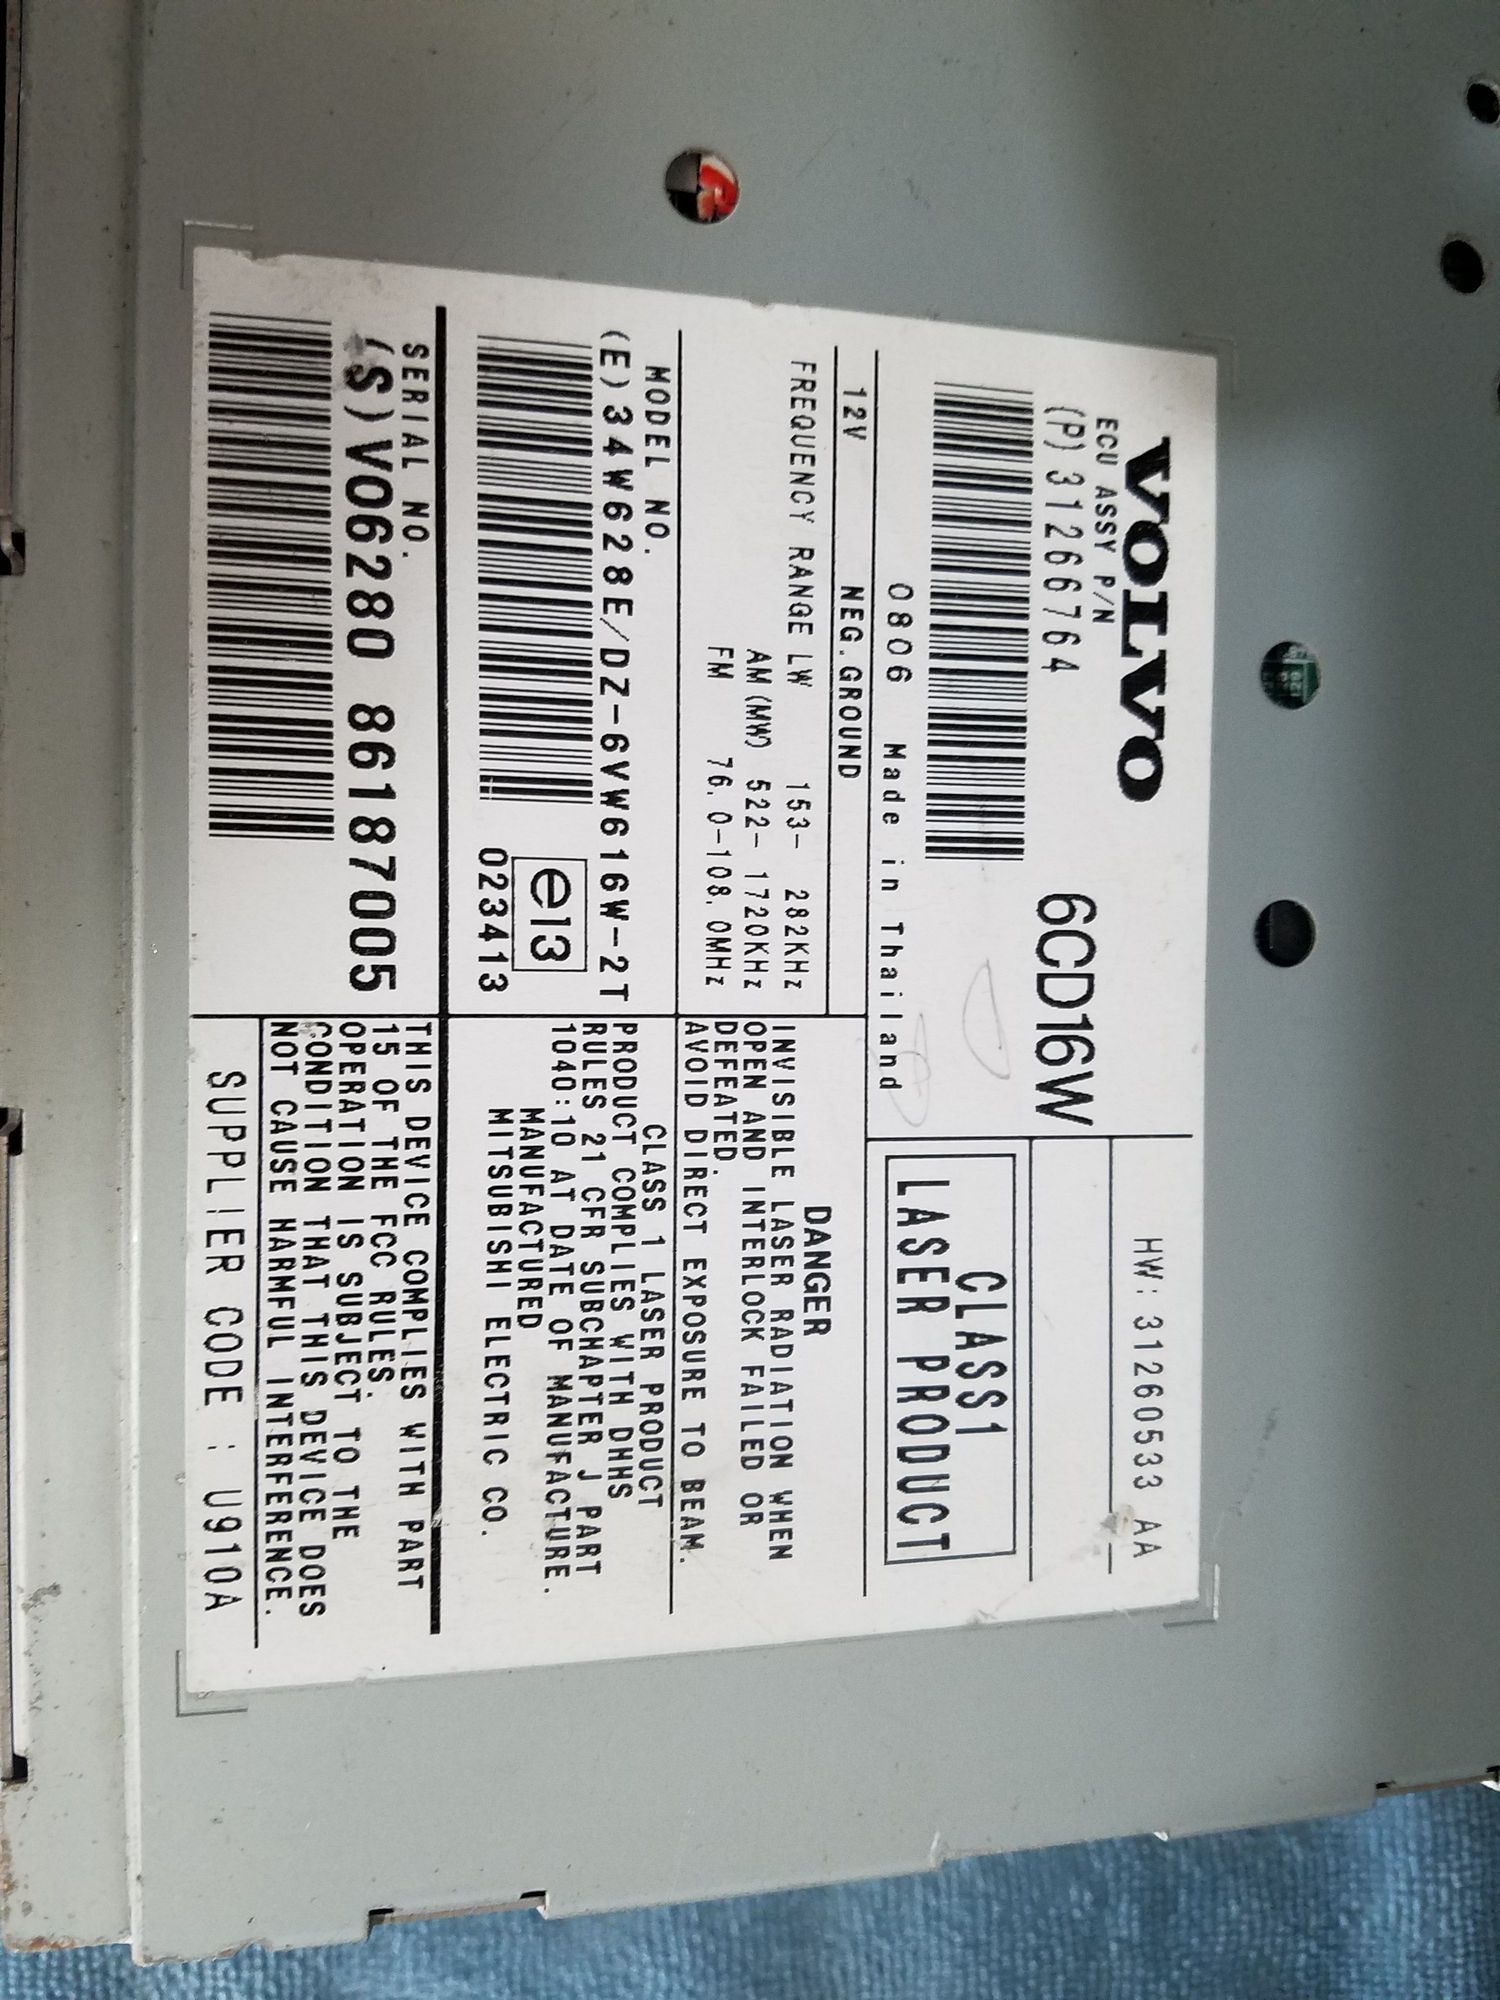 VOLVO
ECU ASSY P/N
(P)31266764
6CD16W
0806 Made in Thailand
12V NEG.GROUND
FREQUENCY RANGE LW 153- 282KHz
AM(MW) 522- 1720KHz
FM 76.0-108.0MHz
MODEL NO.
(E)34W628E/DZ-6VW616W-2T
e13
023413
SERIAL NO.
(S)V06280 86187005
HW: 31260533 AA
CLASS1
LASER PRODUCT
DANGER
INVISIBLE LASER RADIATION WHEN
OPEN AND INTERLOCK FAILED OR
DEFEATED.
AVOID DIRECT EXPOSURE TO BEAM.
CLASS 1 LASER PRODUCT
PRODUCT COMPLIES WITH DHHS
RULES 21 CFR SUBCHAPTER J PART
1040:10 AT DATE OF MANUFACTURE.
MANUFACTURED
MITSUBISHI ELECTRIC CO.
THIS DEVICE COMPLIES WITH PART
15 OF THE FCC RULES.
OPERATION IS SUBJECT TO THE
CONDITION THAT THIS DEVICE DOES
NOT CAUSE HARMFUL INTERFERENCE.
SUPPLIER CODE : U910A